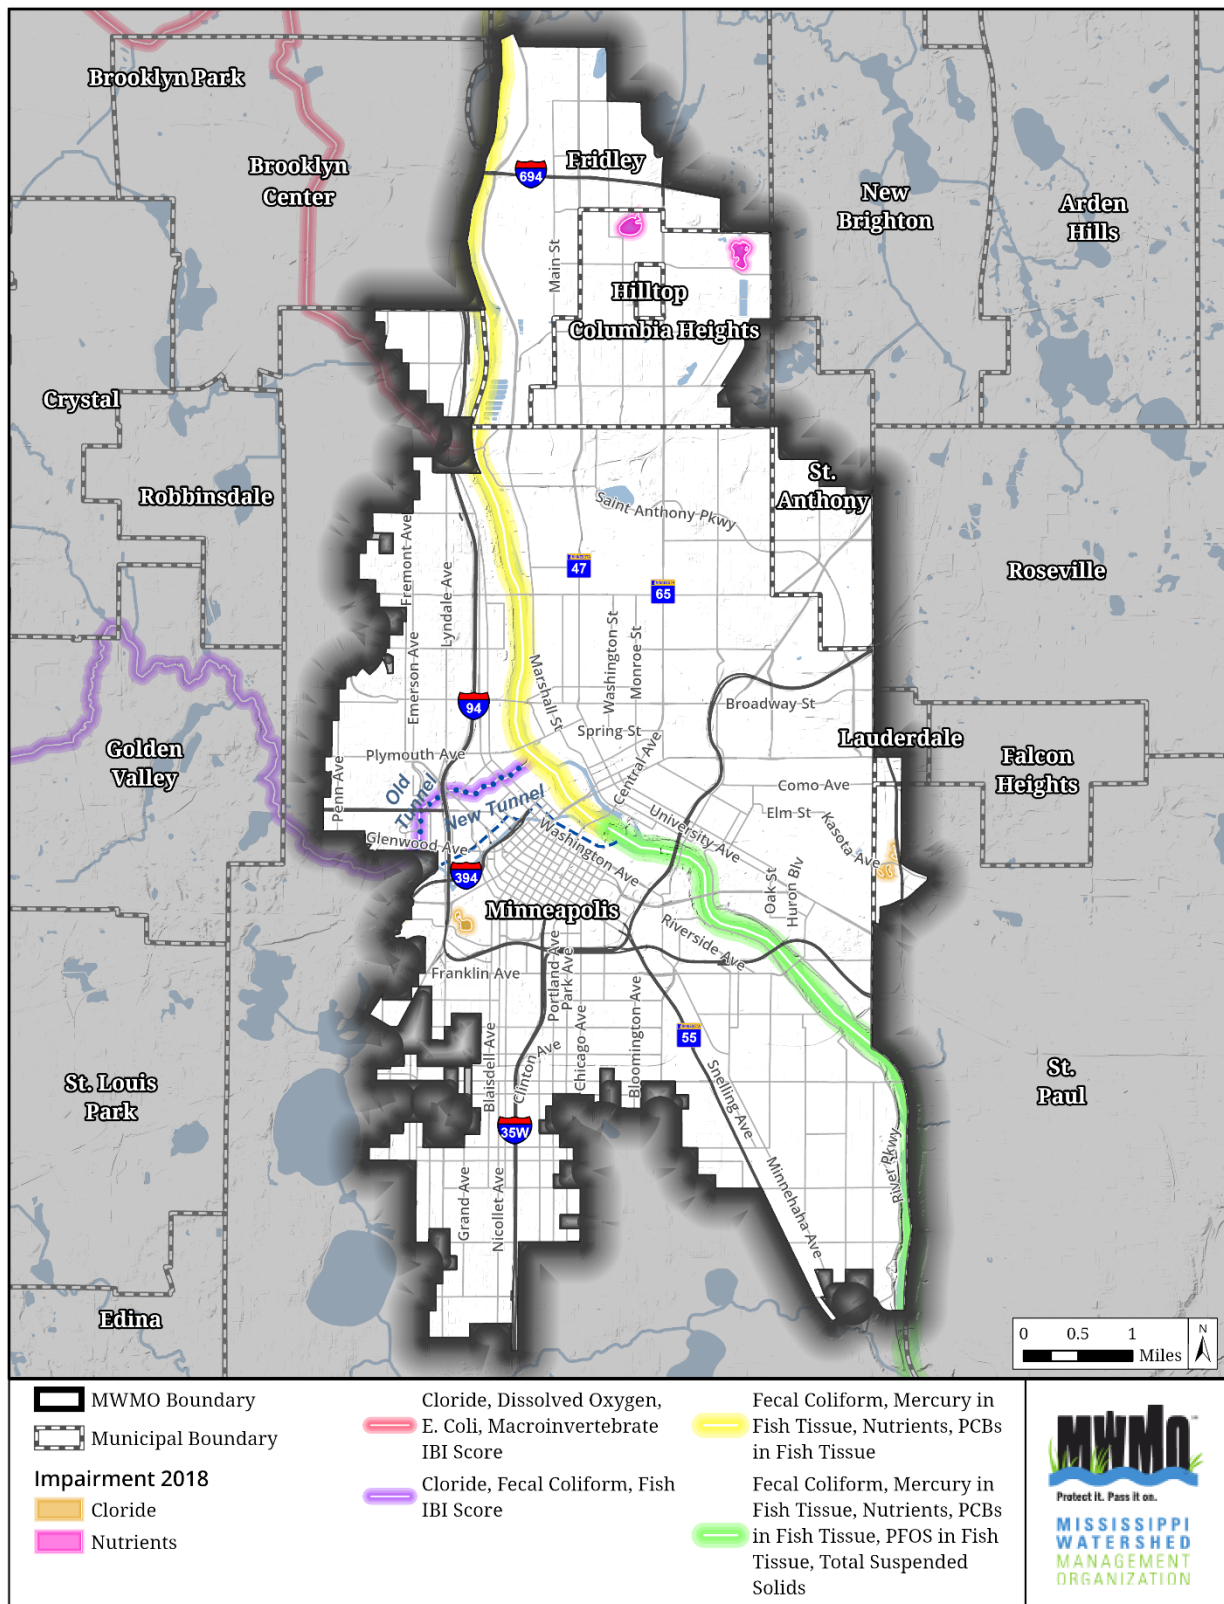 Brooklyn Park
Brooklyn
Center
694
Fridley
New
Brighton
Arden
Hills
Main St
Hilltop
Columbia Heights
Crystal
Robbinsdale
St.
Anthony
Saint Anthony Pkwy
Roseville
47
65
Fremont Ave
Lyndale Ave
Emerson Ave
Washington St
Monroe St
Marshall St
94
Broadway St
Spring St
Central Ave
Lauderdale
Golden
Valley
Falcon
Heights
Plymouth Ave
Penn Ave
Old
Tunnel
New Tunnel
Como Ave
Elm St
Kasota Ave
University Ave
Washington Ave
Glenwood Ave
394
Oak St
Huron Blv
Minneapolis
Riverside Ave
Franklin Ave
Portland Ave
Park Ave
Chicago Ave
Bloomington Ave
Blaisdell Ave
Clinton Ave
55
Snelling Ave
St. Louis
Park
St.
Paul
35W
Grand Ave
Nicollet Ave
Minnehaha Ave
River Pkwy
Edina
0 0.5 1
Miles
N
MWMO Boundary
Municipal Boundary
Impairment 2018
Cloride
Nutrients
Cloride, Dissolved Oxygen,
E. Coli, Macroinvertebrate
IBI Score
Cloride, Fecal Coliform, Fish
IBI Score
Fecal Coliform, Mercury in
Fish Tissue, Nutrients, PCBs
in Fish Tissue
Fecal Coliform, Mercury in
Fish Tissue, Nutrients, PCBs
in Fish Tissue, PFOS in Fish
Tissue, Total Suspended
Solids
MWMO
Protect it. Pass it on.
MISSISSIPPI
WATERSHED
MANAGEMENT
ORGANIZATION